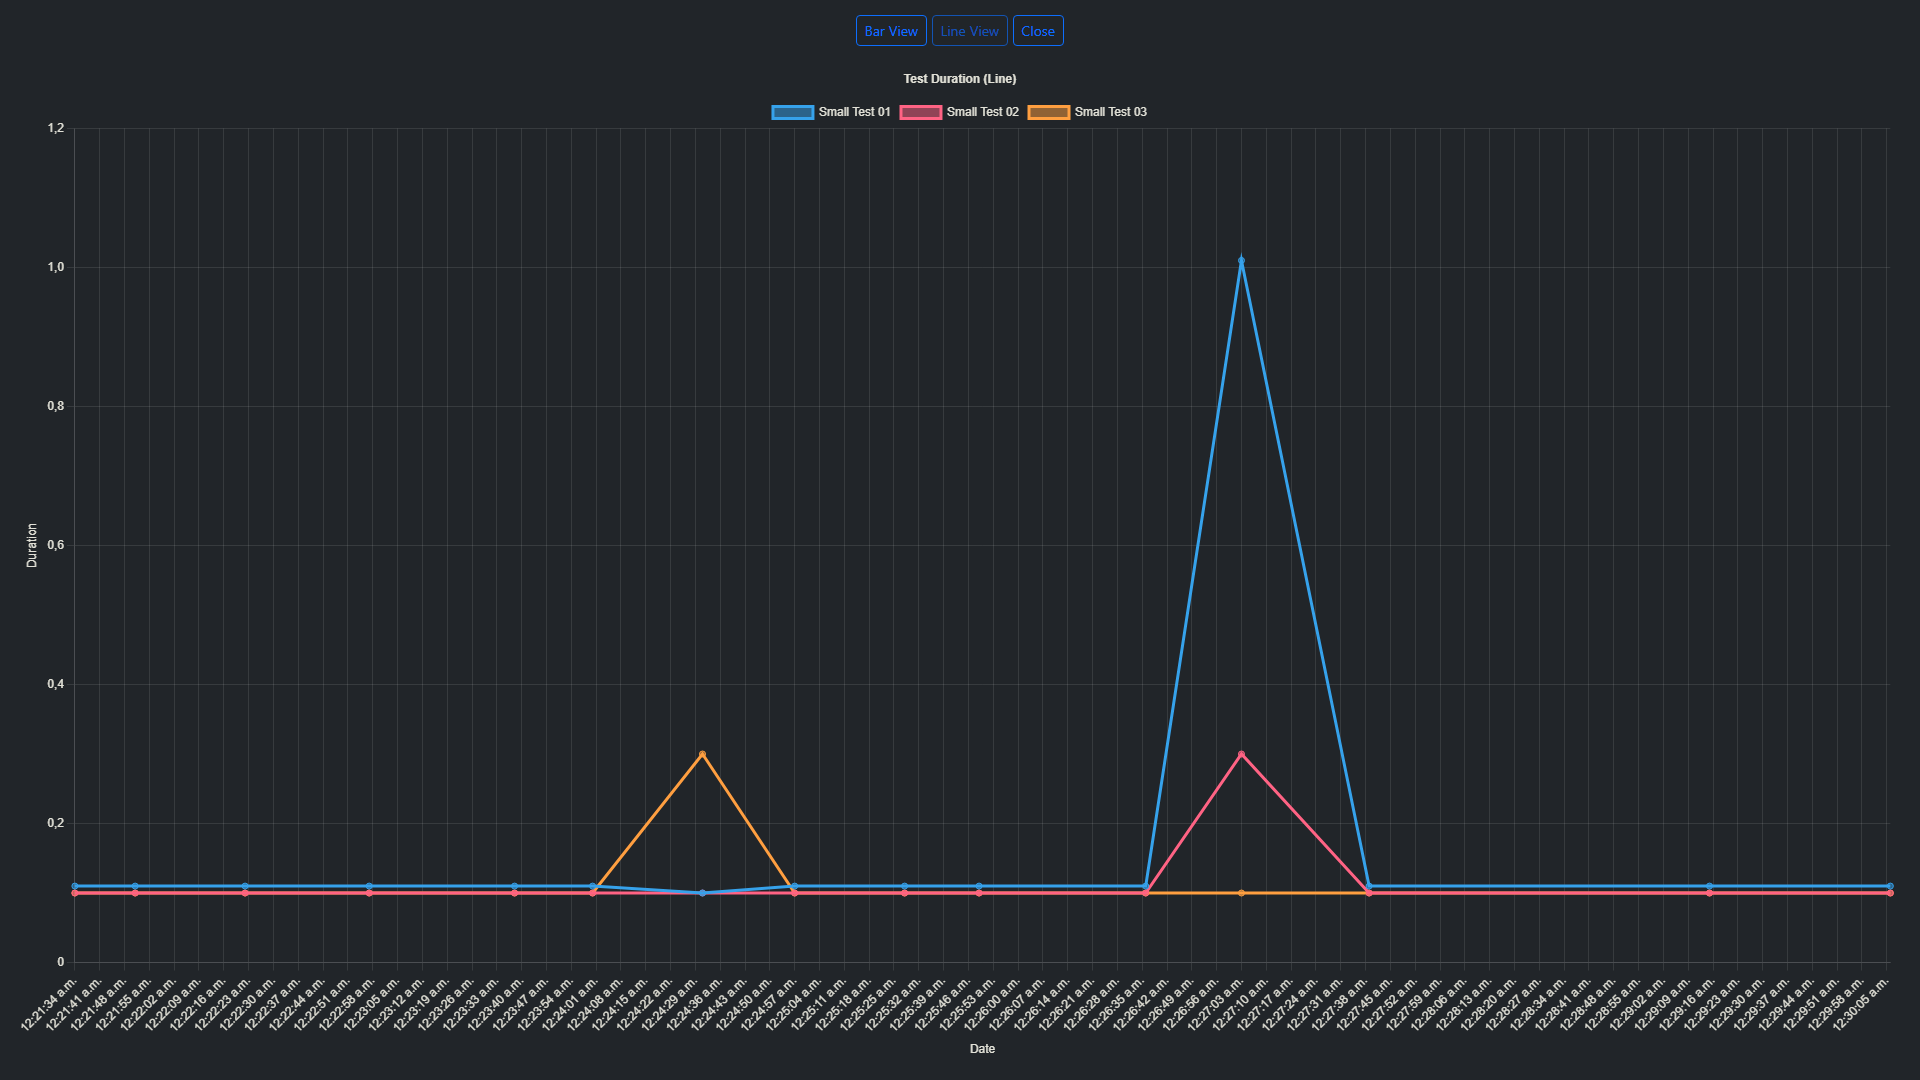 Bar View Line View Close
Test Duration (Line)
Small Test 01 Small Test 02 Small Test 03
1,2
1,0
0,8
0,6
0,4
0,2
0
Duration
12:21:34 a.m. 12:21:41 a.m. 12:21:48 a.m. 12:21:55 a.m. 12:22:02 a.m. 12:22:09 a.m. 12:22:16 a.m. 12:22:23 a.m. 12:22:30 a.m. 12:22:37 a.m. 12:22:44 a.m. 12:22:51 a.m. 12:22:58 a.m. 12:23:05 a.m. 12:23:12 a.m. 12:23:19 a.m. 12:23:26 a.m. 12:23:33 a.m. 12:23:40 a.m. 12:23:47 a.m. 12:23:54 a.m. 12:24:01 a.m. 12:24:08 a.m. 12:24:15 a.m. 12:24:22 a.m. 12:24:29 a.m. 12:24:36 a.m. 12:24:43 a.m. 12:24:50 a.m. 12:24:57 a.m. 12:25:04 a.m. 12:25:11 a.m. 12:25:18 a.m. 12:25:25 a.m. 12:25:32 a.m. 12:25:39 a.m. 12:25:46 a.m. 12:25:53 a.m. 12:26:00 a.m. 12:26:07 a.m. 12:26:14 a.m. 12:26:21 a.m. 12:26:28 a.m. 12:26:35 a.m. 12:26:42 a.m. 12:26:49 a.m. 12:26:56 a.m. 12:27:03 a.m. 12:27:10 a.m. 12:27:17 a.m. 12:27:24 a.m. 12:27:31 a.m. 12:27:38 a.m. 12:27:45 a.m. 12:27:52 a.m. 12:27:59 a.m. 12:28:06 a.m. 12:28:13 a.m. 12:28:20 a.m. 12:28:27 a.m. 12:28:34 a.m. 12:28:41 a.m. 12:28:48 a.m. 12:28:55 a.m. 12:29:02 a.m. 12:29:09 a.m. 12:29:16 a.m. 12:29:23 a.m. 12:29:30 a.m. 12:29:37 a.m. 12:29:44 a.m. 12:29:51 a.m. 12:29:58 a.m. 12:30:05 a.m.
Date